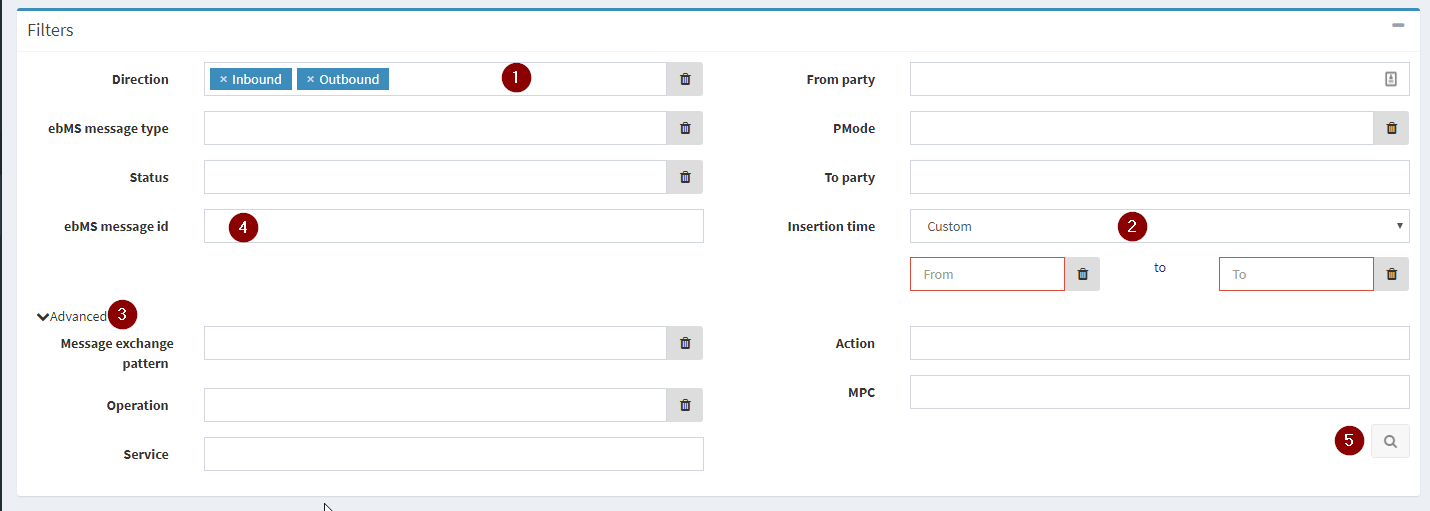 Filters
Direction × Inbound × Outbound 1 From party
ebMS message type PMode
Status To party
ebMS message id 4 Insertion time Custom 2
From to To
Advanced 3
Message exchange
pattern
Action
Operation MPC
Service 5